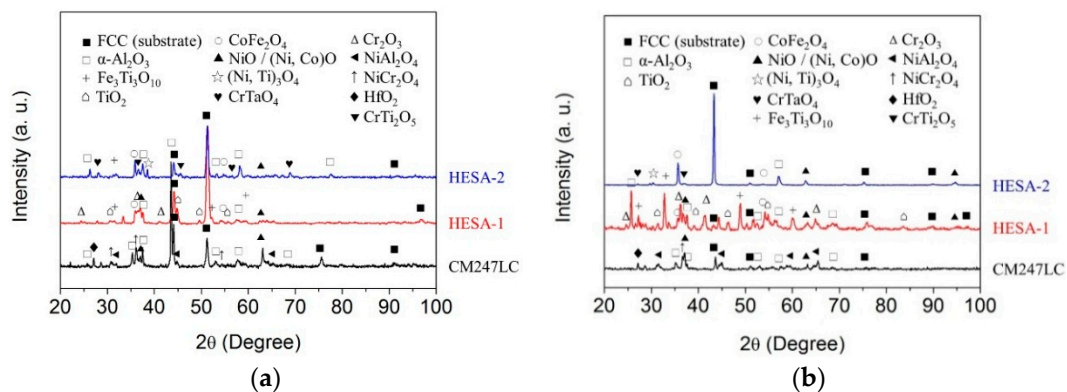 ■ FCC (substrate) ○ CoFe₂O₄ △ Cr₂O₃
□ α-Al₂O₃ ▲ NiO / (Ni, Co)O ◄ NiAl₂O₄
+ Fe₃Ti₃O₁₀ ☆ (Ni, Ti)₃O₄ ↑ NiCr₂O₄
⌂ TiO₂ ♥ CrTaO₄ ◆ HfO₂
▼ CrTi₂O₅
Intensity (a. u.)
HESA-2
HESA-1
CM247LC
20 30 40 50 60 70 80 90 100
2θ (Degree)
(a)
■ FCC (substrate) ○ CoFe₂O₄ △ Cr₂O₃
□ α-Al₂O₃ ▲ NiO / (Ni, Co)O ◄ NiAl₂O₄
⌂ TiO₂ ☆ (Ni, Ti)₃O₄ ↑ NiCr₂O₄
♥ CrTaO₄ ◆ HfO₂
+ Fe₃Ti₃O₁₀ ▼ CrTi₂O₅
Intensity (a. u.)
HESA-2
HESA-1
CM247LC
20 30 40 50 60 70 80 90 100
2θ (Degree)
(b)